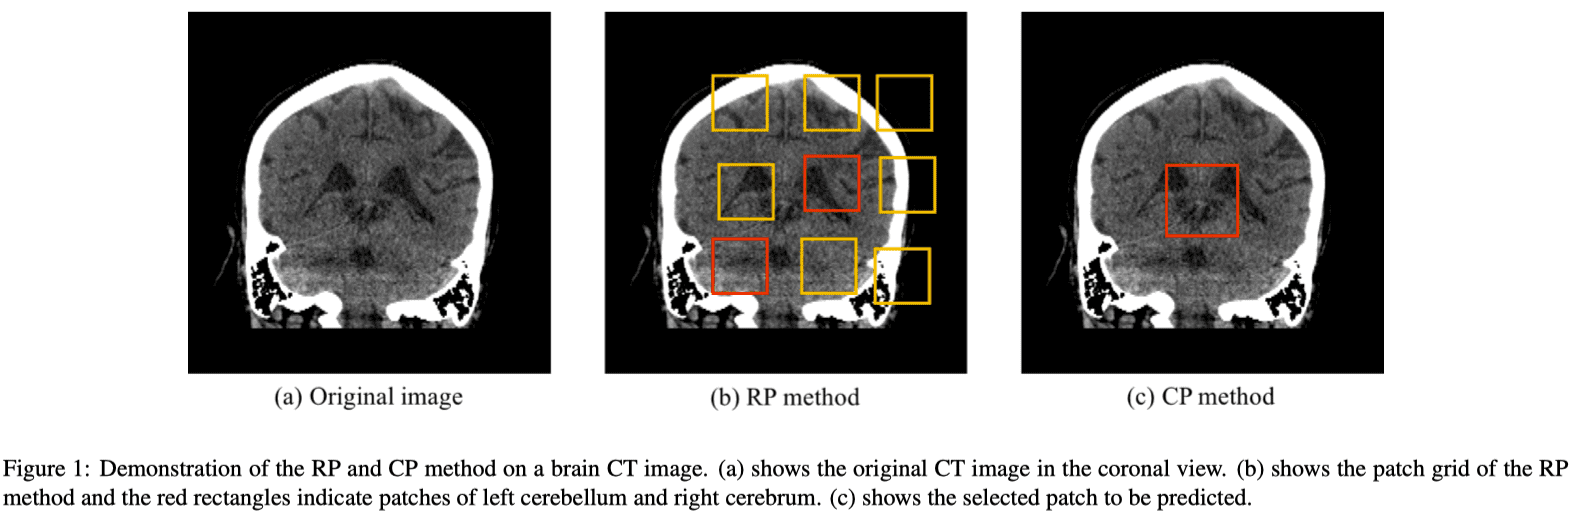 (a) Original image
(b) RP method
(c) CP method
Figure 1: Demonstration of the RP and CP method on a brain CT image. (a) shows the original CT image in the coronal view. (b) shows the patch grid of the RP
method and the red rectangles indicate patches of left cerebellum and right cerebrum. (c) shows the selected patch to be predicted.